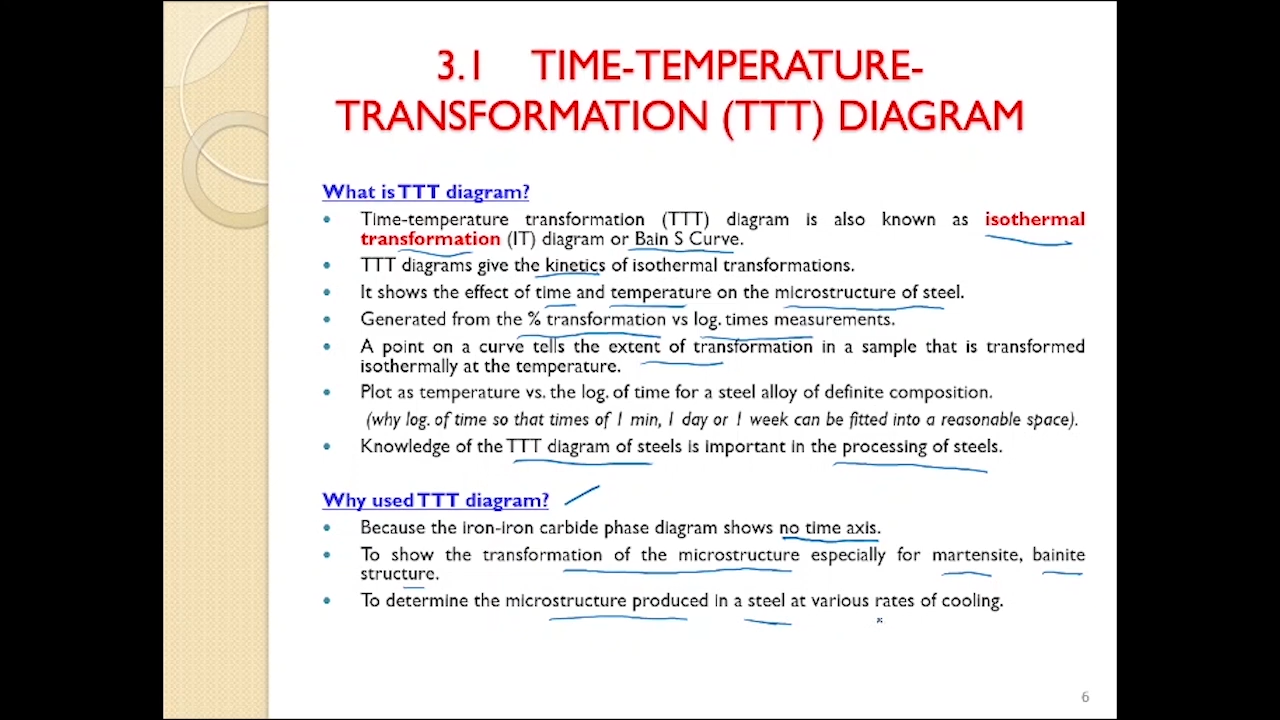 3.1 TIME-TEMPERATURE-
TRANSFORMATION (TTT) DIAGRAM
What is TTT diagram?
• Time-temperature transformation (TTT) diagram is also known as isothermal
transformation (IT) diagram or Bain S Curve.
• TTT diagrams give the kinetics of isothermal transformations.
• It shows the effect of time and temperature on the microstructure of steel.
• Generated from the % transformation vs log. times measurements.
• A point on a curve tells the extent of transformation in a sample that is transformed
isothermally at the temperature.
• Plot as temperature vs. the log. of time for a steel alloy of definite composition.
(why log. of time so that times of 1 min, 1 day or 1 week can be fitted into a reasonable space).
• Knowledge of the TTT diagram of steels is important in the processing of steels.
Why used TTT diagram?
• Because the iron-iron carbide phase diagram shows no time axis.
• To show the transformation of the microstructure especially for martensite, bainite
structure.
• To determine the microstructure produced in a steel at various rates of cooling.
6